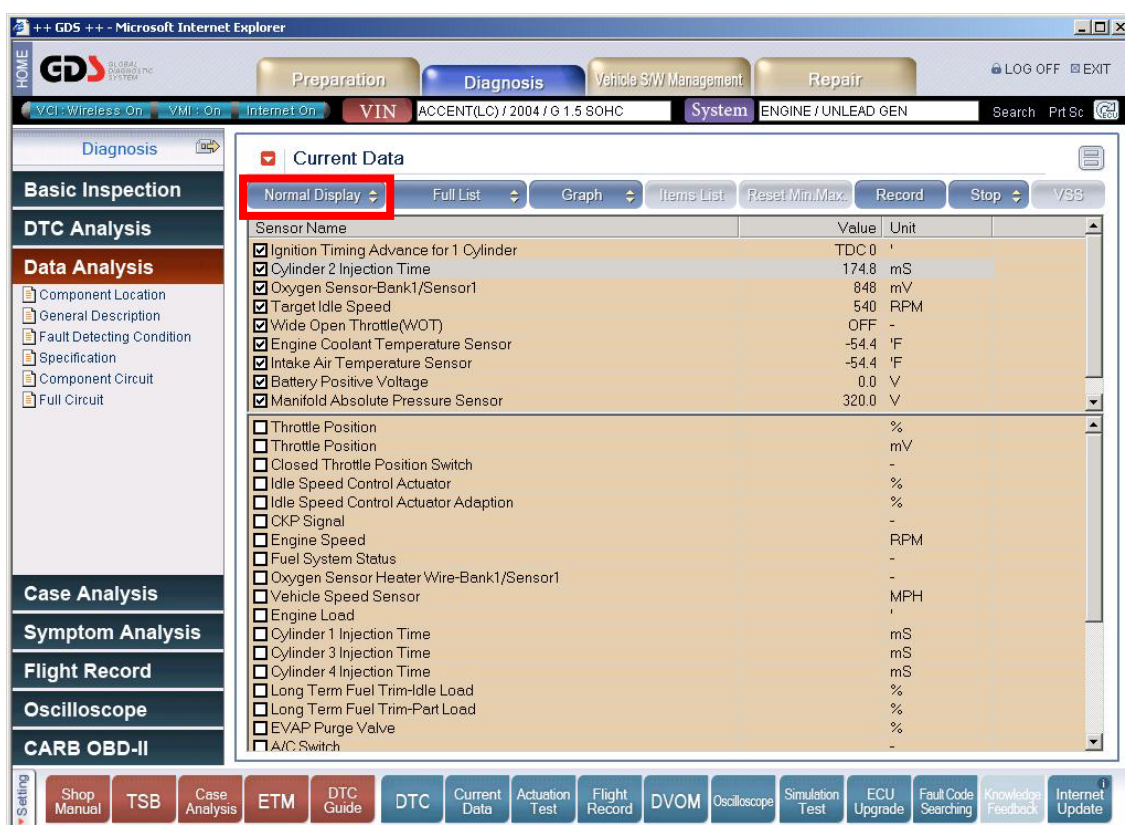 ++ GDS ++ - Microsoft Internet Explorer
HOME
GDS GLOBAL DIAGNOSTIC SYSTEM
Preparation Diagnosis Vehicle S/W Management Repair
LOG OFF EXIT
VCI : Wireless On VMI : On Internet On VIN ACCENT(LC) / 2004 / G 1.5 SOHC System ENGINE / UNLEAD GEN Search Prt Sc ECU
Diagnosis
Basic Inspection
DTC Analysis
Data Analysis
Component Location
General Description
Fault Detecting Condition
Specification
Component Circuit
Full Circuit
Case Analysis
Symptom Analysis
Flight Record
Oscilloscope
CARB OBD-II
Current Data
Normal Display Full List Graph Items List Reset Min.Max. Record Stop VSS
Sensor Name Value Unit
Ignition Timing Advance for 1 Cylinder TDC 0 '
Cylinder 2 Injection Time 174.8 mS
Oxygen Sensor-Bank1/Sensor1 848 mV
Target Idle Speed 540 RPM
Wide Open Throttle(WOT) OFF -
Engine Coolant Temperature Sensor -54.4 'F
Intake Air Temperature Sensor -54.4 'F
Battery Positive Voltage 0.0 V
Manifold Absolute Pressure Sensor 320.0 V
Throttle Position %
Throttle Position mV
Closed Throttle Position Switch -
Idle Speed Control Actuator %
Idle Speed Control Actuator Adaption %
CKP Signal -
Engine Speed RPM
Fuel System Status -
Oxygen Sensor Heater Wire-Bank1/Sensor1 -
Vehicle Speed Sensor MPH
Engine Load '
Cylinder 1 Injection Time mS
Cylinder 3 Injection Time mS
Cylinder 4 Injection Time mS
Long Term Fuel Trim-Idle Load %
Long Term Fuel Trim-Part Load %
EVAP Purge Valve %
A/C Switch -
Setting
Shop Manual
TSB
Case Analysis
ETM
DTC Guide
DTC
Current Data
Actuation Test
Flight Record
DVOM
Oscilloscope
Simulation Test
ECU Upgrade
Fault Code Searching
Knowledge Feedback
Internet Update